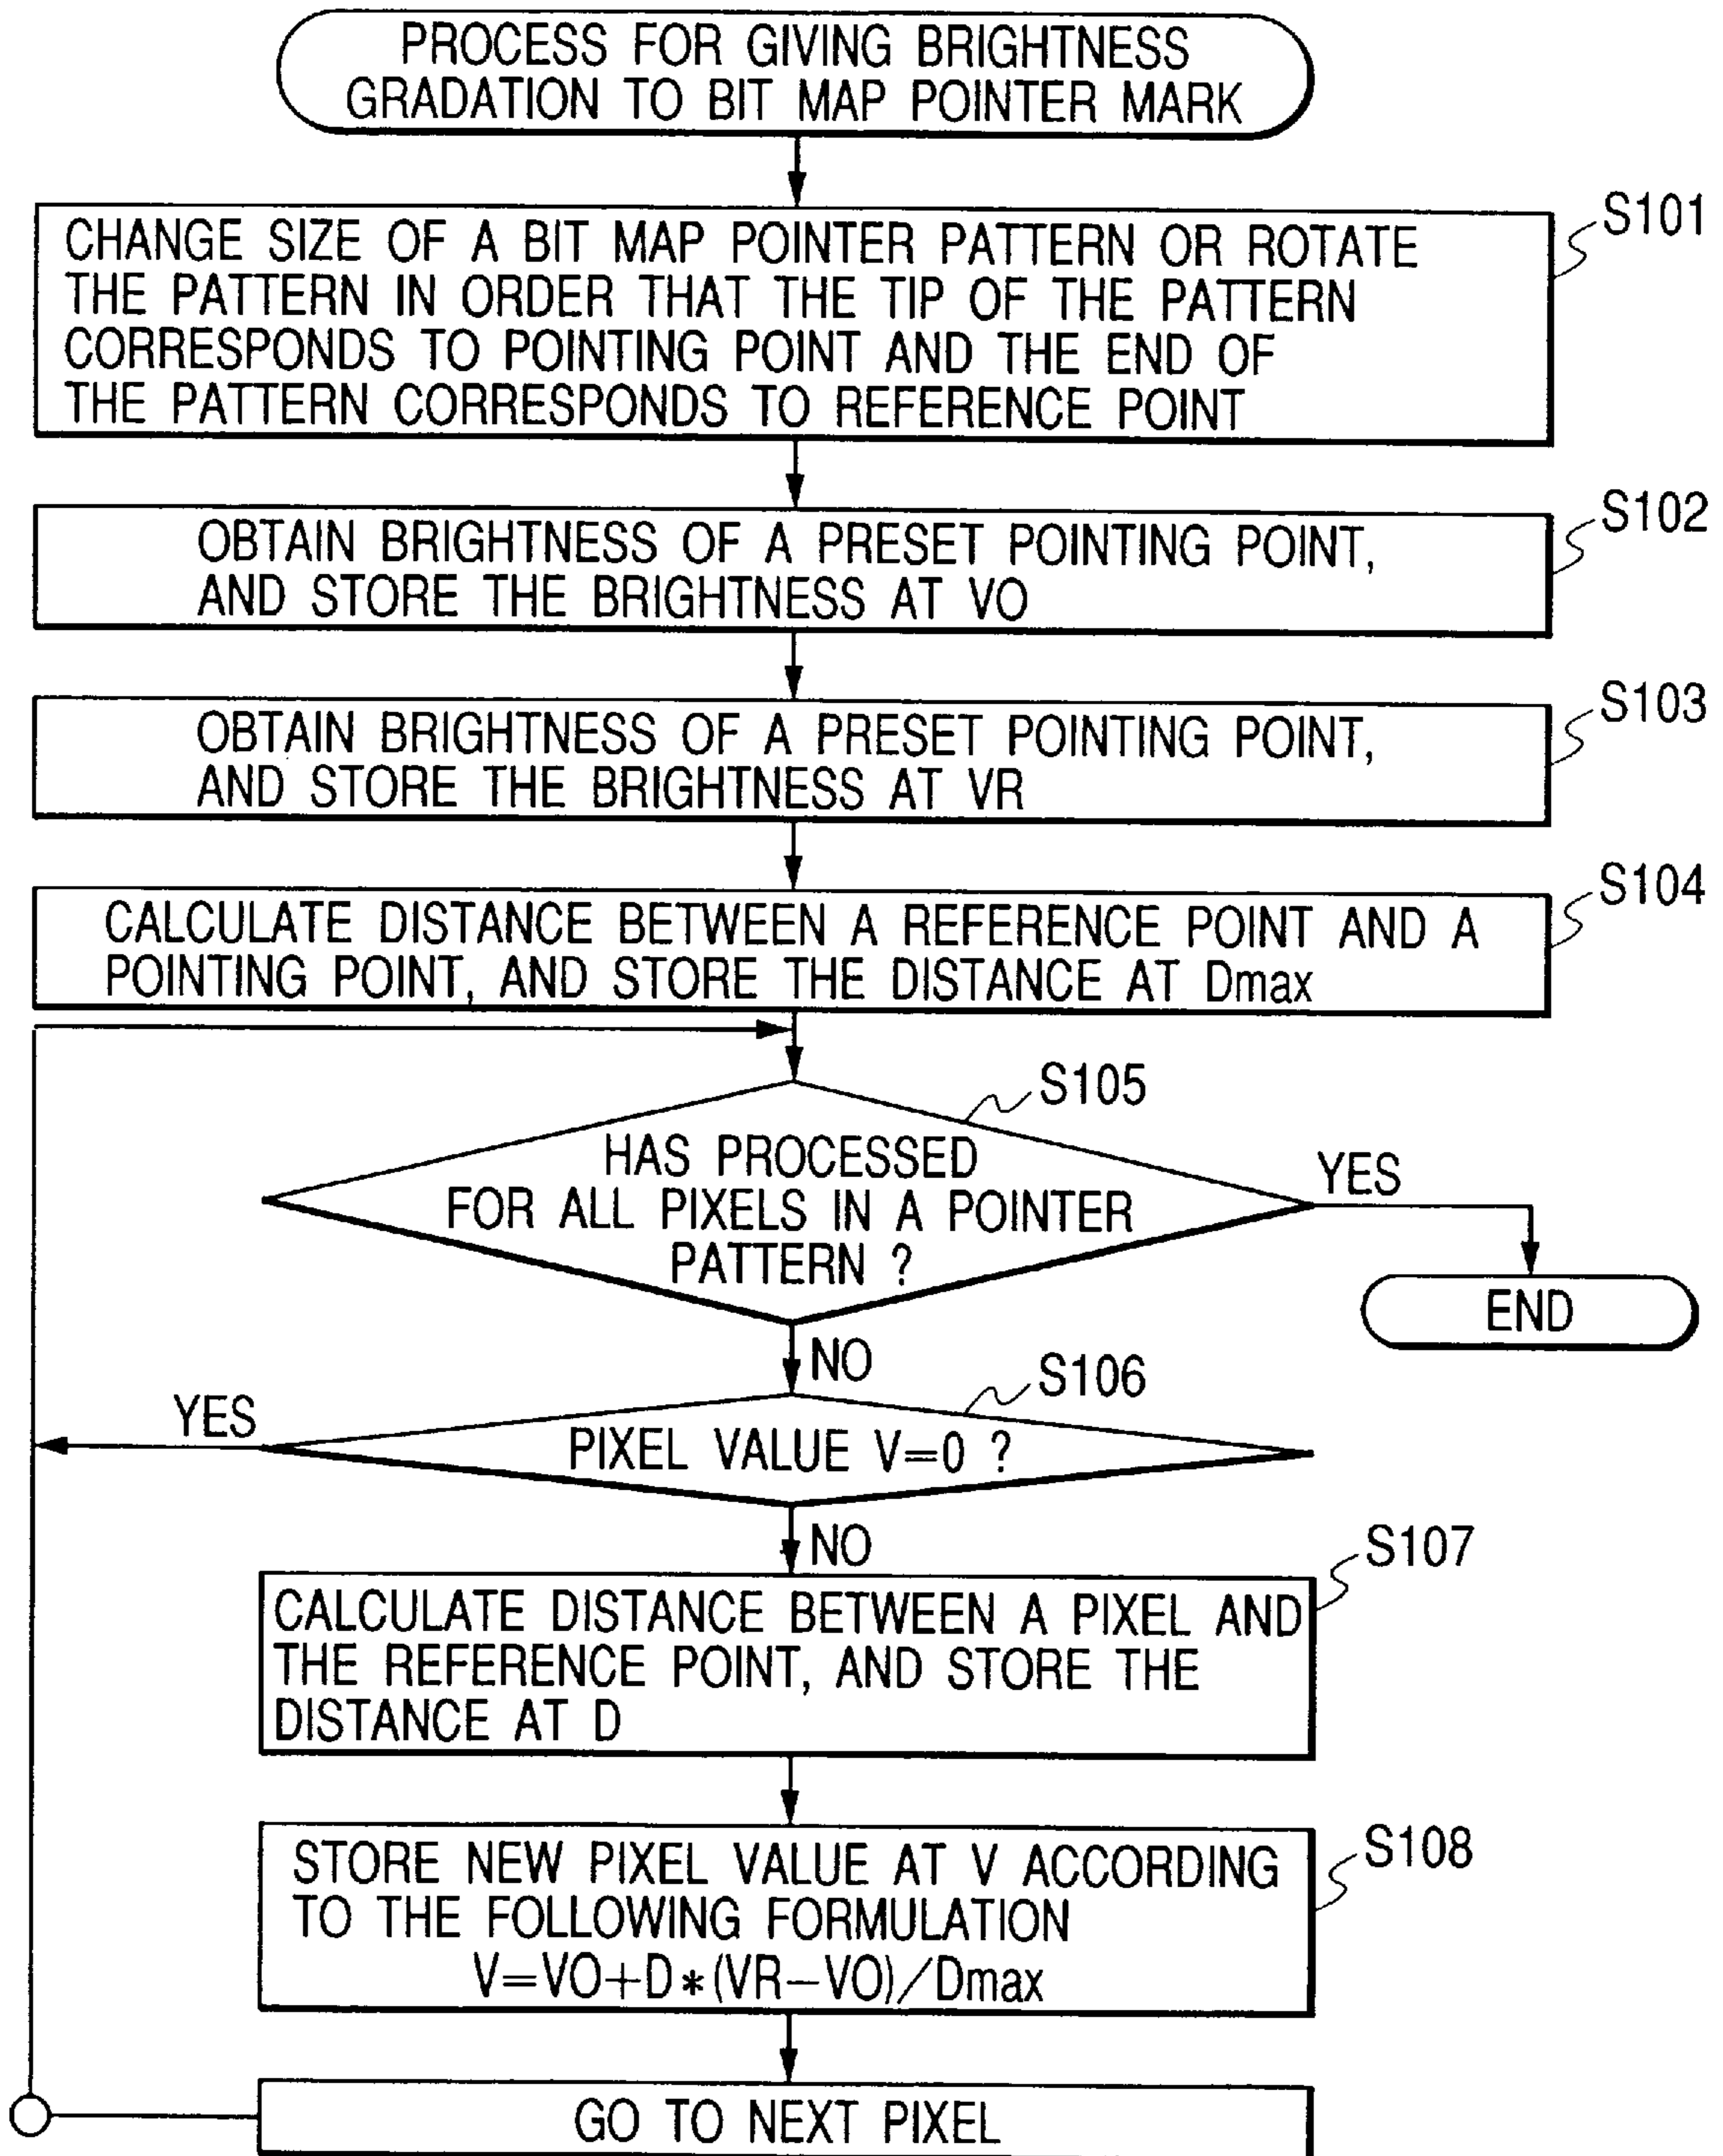 PROCESS FOR GIVING BRIGHTNESS
GRADATION TO BIT MAP POINTER MARK
S101
CHANGE SIZE OF A BIT MAP POINTER PATTERN OR ROTATE
THE PATTERN IN ORDER THAT THE TIP OF THE PATTERN
CORRESPONDS TO POINTING POINT AND THE END OF
THE PATTERN CORRESPONDS TO REFERENCE POINT
S102
OBTAIN BRIGHTNESS OF A PRESET POINTING POINT,
AND STORE THE BRIGHTNESS AT VO
S103
OBTAIN BRIGHTNESS OF A PRESET POINTING POINT,
AND STORE THE BRIGHTNESS AT VR
S104
CALCULATE DISTANCE BETWEEN A REFERENCE POINT AND A
POINTING POINT, AND STORE THE DISTANCE AT Dmax
S105
HAS PROCESSED
FOR ALL PIXELS IN A POINTER
PATTERN ?
YES
END
NO
S106
YES
PIXEL VALUE V=0 ?
NO
S107
CALCULATE DISTANCE BETWEEN A PIXEL AND
THE REFERENCE POINT, AND STORE THE
DISTANCE AT D
S108
STORE NEW PIXEL VALUE AT V ACCORDING
TO THE FOLLOWING FORMULATION
V=VO+D*(VR-VO)/Dmax
GO TO NEXT PIXEL